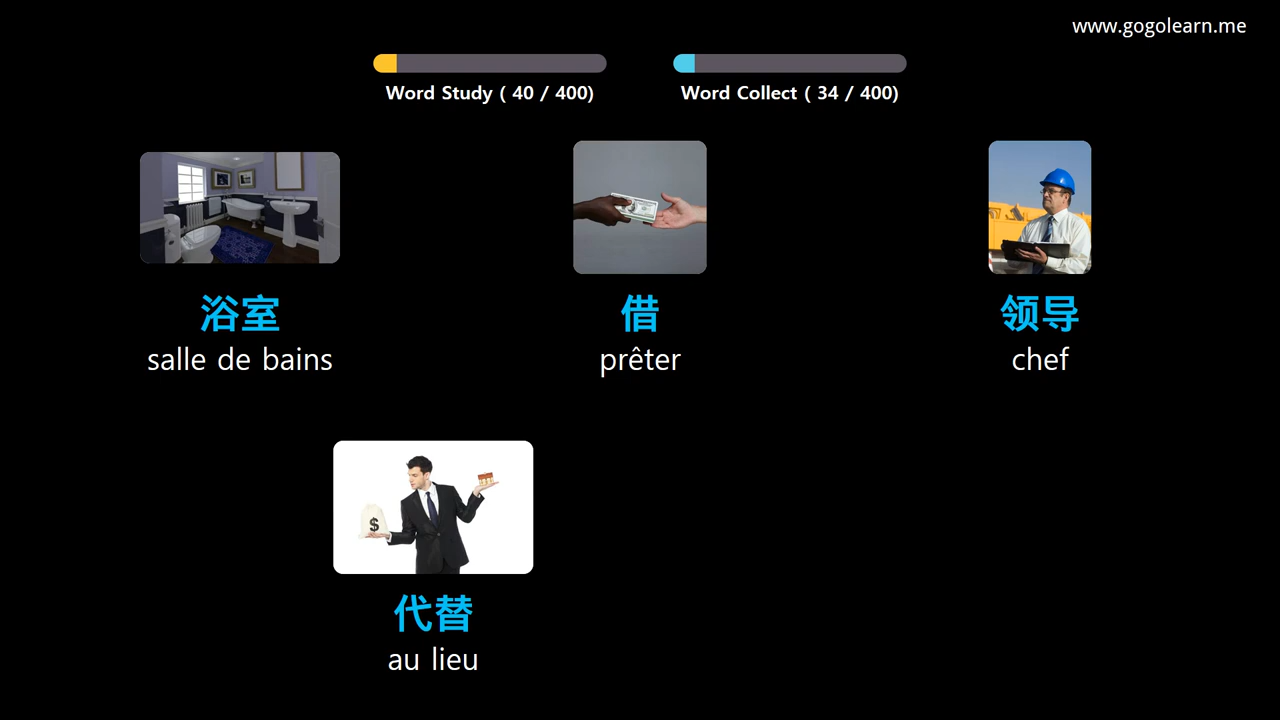 www.gogolearn.me
Word Study ( 40 / 400)
Word Collect ( 34 / 400)
浴室
salle de bains
借
prêter
领导
chef
$
代替
au lieu